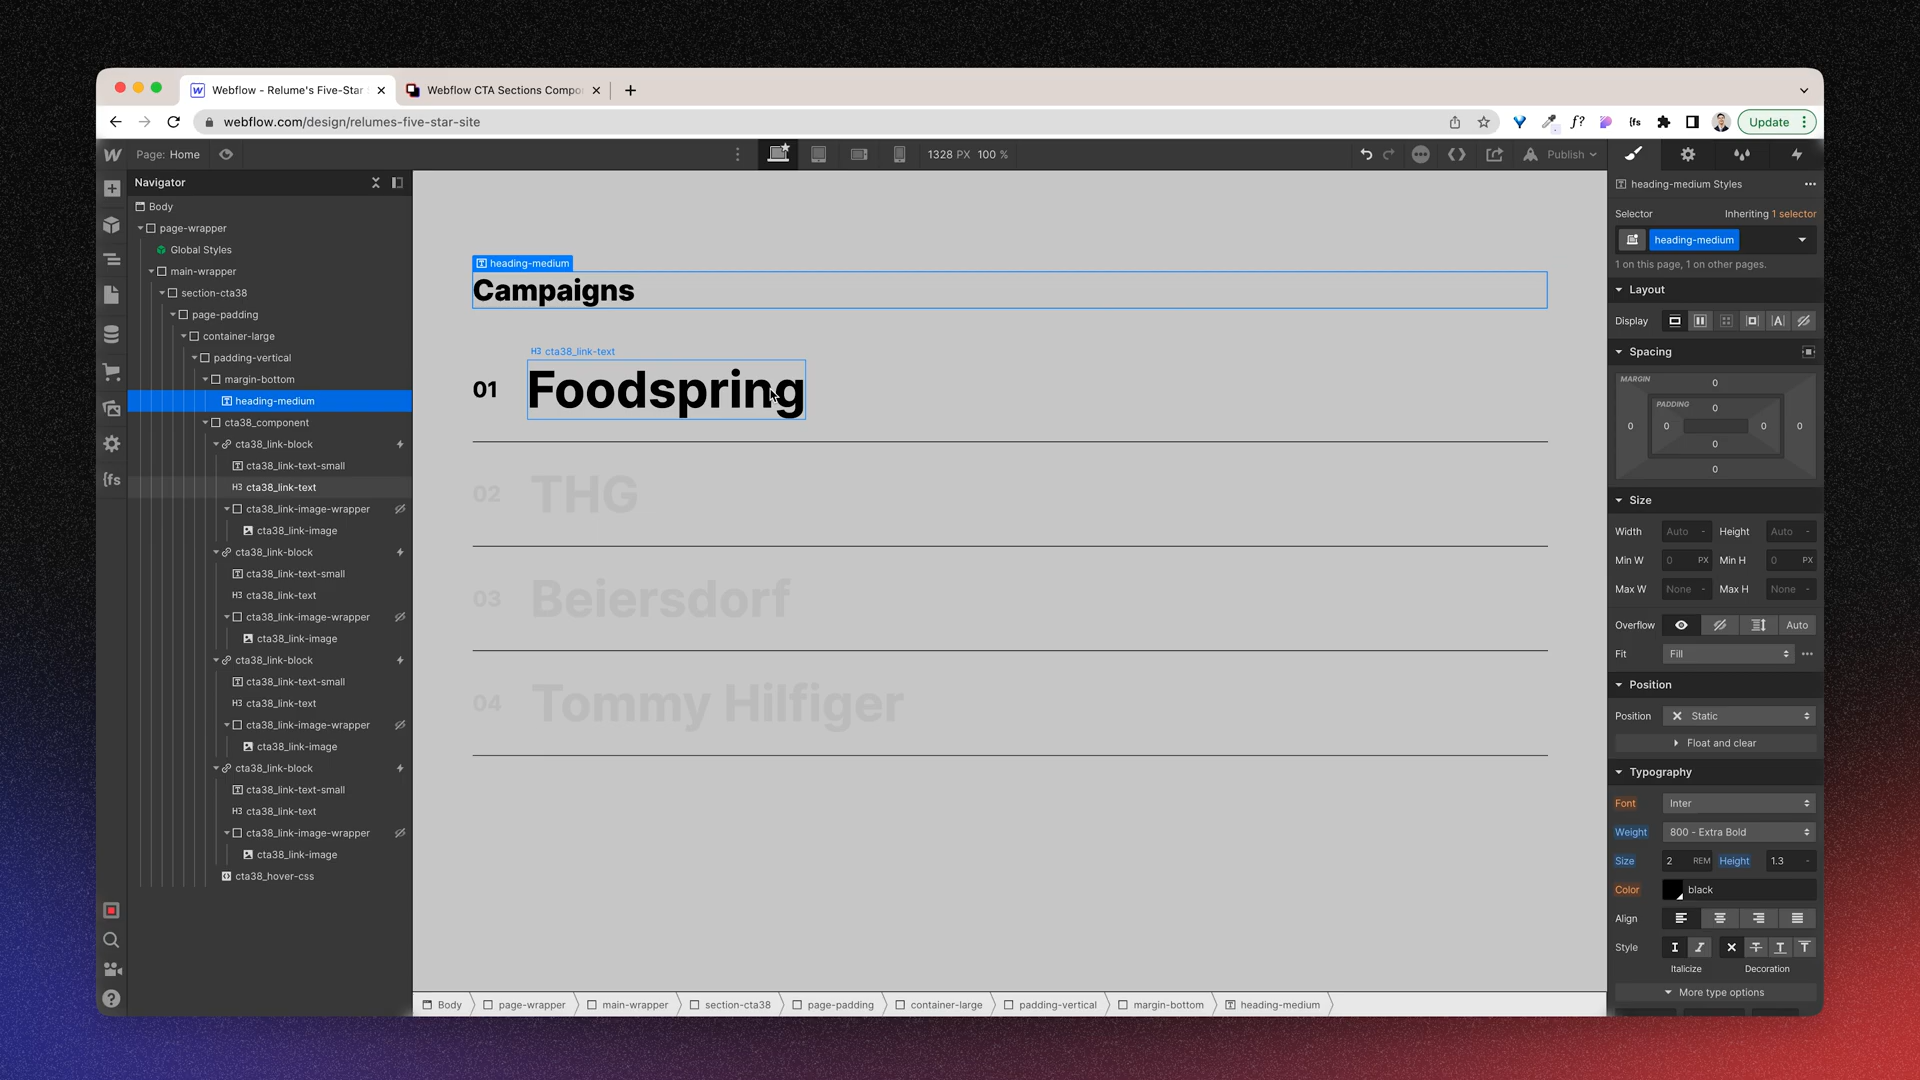 Webflow - Relume's Five-Star
Webflow CTA Sections Compo
webflow.com/design/relumes-five-star-site
f?
{fs
Update
Page: Home
1328 PX 100 %
Publish
Navigator
Body
page-wrapper
Global Styles
main-wrapper
section-cta38
page-padding
container-large
padding-vertical
margin-bottom
heading-medium
cta38_component
cta38_link-block
cta38_link-text-small
H3 cta38_link-text
cta38_link-image-wrapper
cta38_link-image
cta38_link-block
cta38_link-text-small
H3 cta38_link-text
cta38_link-image-wrapper
cta38_link-image
cta38_link-block
cta38_link-text-small
H3 cta38_link-text
cta38_link-image-wrapper
cta38_link-image
cta38_link-block
cta38_link-text-small
H3 cta38_link-text
cta38_link-image-wrapper
cta38_link-image
cta38_hover-css
{fs
heading-medium
Campaigns
H3 cta38_link-text
01 Foodspring
02 THG
03 Beiersdorf
04 Tommy Hilfiger
Body page-wrapper main-wrapper section-cta38 page-padding container-large padding-vertical margin-bottom heading-medium
heading-medium Styles
Selector Inheriting 1 selector
heading-medium
1 on this page, 1 on other pages.
Layout
Display
Spacing
MARGIN 0
PADDING 0
0 0 0 0
0
0
Size
Width Auto - Height Auto -
Min W 0 PX Min H 0 PX
Max W None - Max H None -
Overflow Auto
Fit Fill
Position
Position Static
Float and clear
Typography
Font Inter
Weight 800 - Extra Bold
Size 2 REM Height 1.3 -
Color black
Align
Style
Italicize Decoration
More type options